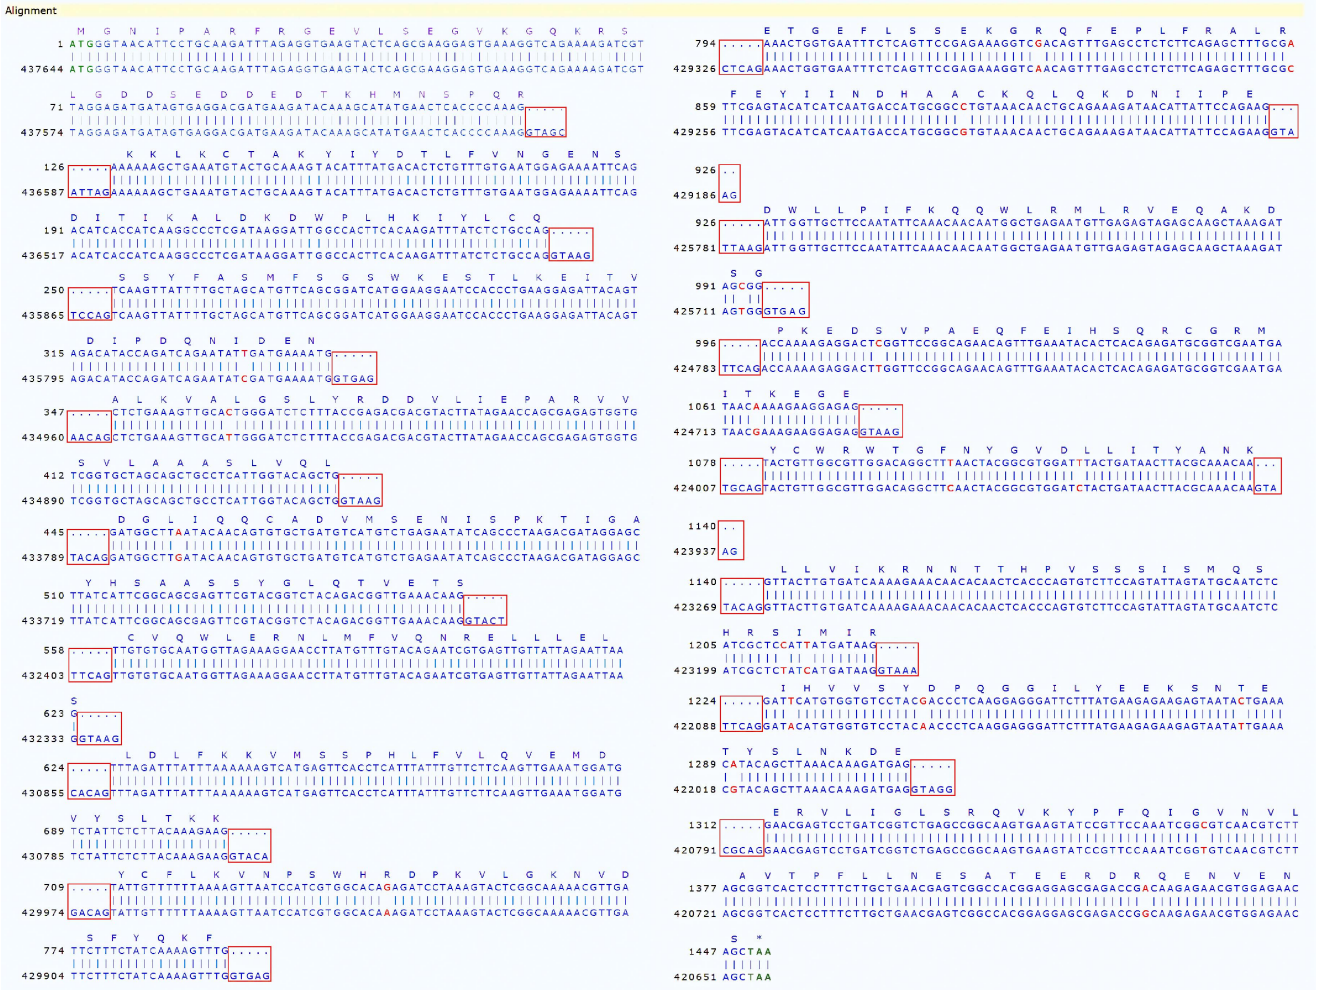 Alignment
M G N I P A R F R G E V L S E G V K G Q K R S
1 ATGGGTAACATTCCTGCAAGATTTAGAGGTGAAGTACTCAGCGAAGGAGTGAAAGGTCAGAAAAGATCGT
437644 ATGGGTAACATTCCTGCAAGATTTAGAGGTGAAGTACTCAGCGAAGGAGTGAAAGGTCAGAAAAGATCGT
L G D D S E D D E D T K H M N S P Q R
71 TAGGAGATGATAGTGAGGACGATGAAGATACAAAGCATATGAACTCACCCCAAAG.....
437574 TAGGAGATGATAGTGAGGACGATGAAGATACAAAGCATATGAACTCACCCCAAAGGTAGC
K K L K C T A K Y I Y D T L F V N G E N S
126 .....AAAAAAGCTGAAATGTACTGCAAAGTACATTTATGACACTCTGTTTGTGAATGGAGAAAATTCAG
436587 ATTAGAAAAAAGCTGAAATGTACTGCAAAGTACATTTATGACACTCTGTTTGTGAATGGAGAAAATTCAG
D I T I K A L D K D W P L H K I Y L C Q
191 ACATCACCATCAAGGCCCTCGATAAGGATTGGCCACTTCACAAGATTTATCTCTGCCAG.....
436517 ACATCACCATCAAGGCCCTCGATAAGGATTGGCCACTTCACAAGATTTATCTCTGCCAGGTAAG
S S Y F A S M F S G S W K E S T L K E I T V
250 .....TCAAGTTATTTTGCTAGCATGTTCAGCGGATCATGGAAGGAATCCACCCTGAAGGAGATTACAGT
435865 TCCAGTCAAGTTATTTTGCTAGCATGTTCAGCGGATCATGGAAGGAATCCACCCTGAAGGAGATTACAGT
D I P D Q N I D E N
315 AGACATACCAGATCAGAATATTGATGAAAATG.....
435795 AGACATACCAGATCAGAATATCGATGAAAATGGTGAG
A L K V A L G S L Y R D D V L I E P A R V V
347 .....CTCTGAAAGTTGCACTGGGATCTCTTTACCGAGACGACGTACTTATAGAACCAGCGAGAGTGGTG
434960 AACAGCTCTGAAAGTTGCATTGGGATCTCTTTACCGAGACGACGTACTTATAGAACCAGCGAGAGTGGTG
S V L A A A S L V Q L
412 TCGGTGCTAGCAGCTGCCTCATTGGTACAGCTG.....
434890 TCGGTGCTAGCAGCTGCCTCATTGGTACAGCTGGTAAG
D G L I Q Q C A D V M S E N I S P K T I G A
445 .....GATGGCTTAATACAACAGTGTGCTGATGTCATGTCTGAGAATATCAGCCCTAAGACGATAGGAGC
433789 TACAGGATGGCTTGATACAACAGTGTGCTGATGTCATGTCTGAGAATATCAGCCCTAAGACGATAGGAGC
Y H S A A S S Y G L Q T V E T S
510 TTATCATTCGGCAGCGAGTTCGTACGGTCTACAGACGGTTGAAACAAG.....
433719 TTATCATTCGGCAGCGAGTTCGTACGGTCTACAGACGGTTGAAACAAGGTACT
C V Q W L E R N L M F V Q N R E L L L E L
558 .....TTGTGTGCAATGGTTAGAAAGGAACCTTATGTTTGTACAGAATCGTGAGTTGTTATTAGAATTAA
432403 TTCAGTTGTGTGCAATGGTTAGAAAGGAACCTTATGTTTGTACAGAATCGTGAGTTGTTATTAGAATTAA
S
623 G.....
432333 GGTAAG
L D L F K K V M S S P H L F V L Q V E M D
624 .....TTTAGATTTATTTAAAAAAGTCATGAGTTCACCTCATTTATTTGTTCTTCAAGTTGAAATGGATG
430855 CACAGTTTAGATTTATTTAAAAAAGTCATGAGTTCACCTCATTTATTTGTTCTTCAAGTTGAAATGGATG
V Y S L T K K
689 TCTATTCTCTTACAAAGAAG.....
430785 TCTATTCTCTTACAAAGAAGGTACA
Y C F L K V N P S W H R D P K V L G K N V D
709 .....TATTGTTTTTTAAAAGTTAATCCATCGTGGCACAGAGATCCTAAAGTACTCGGCAAAAACGTTGA
429974 GACAGTATTGTTTTTTAAAAGTTAATCCATCGTGGCACAAAGATCCTAAAGTACTCGGCAAAAACGTTGA
S F Y Q K F
774 TTCTTTCTATCAAAAGTTTG.....
429904 TTCTTTCTATCAAAAGTTTGGTGAG
E T G E F L S S E K G R Q F E P L F R A L R
794 .....AAACTGGTGAATTTCTCAGTTCCGAGAAAGGTCGACAGTTTGAGCCTCTCTTCAGAGCTTTGCGA
429326 CTCAGAAACTGGTGAATTTCTCAGTTCCGAGAAAGGTCAACAGTTTGAGCCTCTCTTCAGAGCTTTGCGC
F E Y I I N D H A A C K Q L Q K D N I I P E
859 TTCGAGTACATCATCAATGACCATGCGGCCTGTAAACAACTGCAGAAAGATAACATTATTCCAGAAG...
429256 TTCGAGTACATCATCAATGACCATGCGGCGTGTAAACAACTGCAGAAAGATAACATTATTCCAGAAGGTA
926 ..
429186 AG
D W L L P I F K Q Q W L R M L R V E Q A K D
926 .....ATTGGTTGCTTCCAATATTCAAACAACAATGGCTGAGAATGTTGAGAGTAGAGCAAGCTAAAGAT
425781 TTAAGATTGGTTGCTTCCAATATTCAAACAACAATGGCTGAGAATGTTGAGAGTAGAGCAAGCTAAAGAT
S G
991 AGCGG.....
425711 AGTGGGTGAG
P K E D S V P A E Q F E I H S Q R C G R M
996 .....ACCAAAAGAGGACTCGGTTCCGGCAGAACAGTTTGAAATACACTCACAGAGATGCGGTCGAATGA
424783 TTCAGACCAAAAGAGGACTTGGTTCCGGCAGAACAGTTTGAAATACACTCACAGAGATGCGGTCGAATGA
I T K E G E
1061 TAACAAAAGAAGGAGAG.....
424713 TAACGAAAGAAGGAGAGGTAAG
Y C W R W T G F N Y G V D L L I T Y A N K
1078 .....TACTGTTGGCGTTGGACAGGCTTTAACTACGGCGTGGATTTACTGATAACTTACGCAAACAA...
424007 TGCAGTACTGTTGGCGTTGGACAGGCTTCAACTACGGCGTGGATCTACTGATAACTTACGCAAACAAGTA
1140 ..
423937 AG
L L V I K R N N T T H P V S S S I S M Q S
1140 .....GTTACTTGTGATCAAAAGAAACAACACAACTCACCCAGTGTCTTCCAGTATTAGTATGCAATCTC
423269 TACAGGTTACTTGTGATCAAAAGAAACAACACAACTCACCCAGTGTCTTCCAGTATTAGTATGCAATCTC
H R S I M I R
1205 ATCGCTCCATTATGATAAG.....
423199 ATCGCTCTATCATGATAAGGTAAA
I H V V S Y D P Q G G I L Y E E K S N T E
1224 .....GATTCATGTGGTGTCCTACGACCCTCAAGGAGGGATTCTTTATGAAGAGAAGAGTAATACTGAAA
422088 TTCAGGATACATGTGGTGTCCTACAACCCTCAAGGAGGGATTCTTTATGAAGAGAAGAGTAATATTGAAA
T Y S L N K D E
1289 CATACAGCTTAAACAAAGATGAG.....
422018 CGTACAGCTTAAACAAAGATGAGGTAGG
E R V L I G L S R Q V K Y P F Q I G V N V L
1312 .....GAACGAGTCCTGATCGGTCTGAGCCGGCAAGTGAAGTATCCGTTCCAAATCGGCGTCAACGTCTT
420791 CGCAGGAACGAGTCCTGATCGGTCTGAGCCGGCAAGTGAAGTATCCGTTCCAAATCGGTGTCAACGTCTT
A V T P F L L N E S A T E E R D R Q E N V E N
1377 AGCGGTCACTCCTTTCTTGCTGAACGAGTCGGCCACGGAGGAGCGAGACCGACAAGAGAACGTGGAGAAC
420721 AGCGGTCACTCCTTTCTTGCTGAACGAGTCGGCCACGGAGGAGCGAGACCGGCAAGAGAACGTGGAGAAC
S *
1447 AGCTAA
420651 AGCTAA